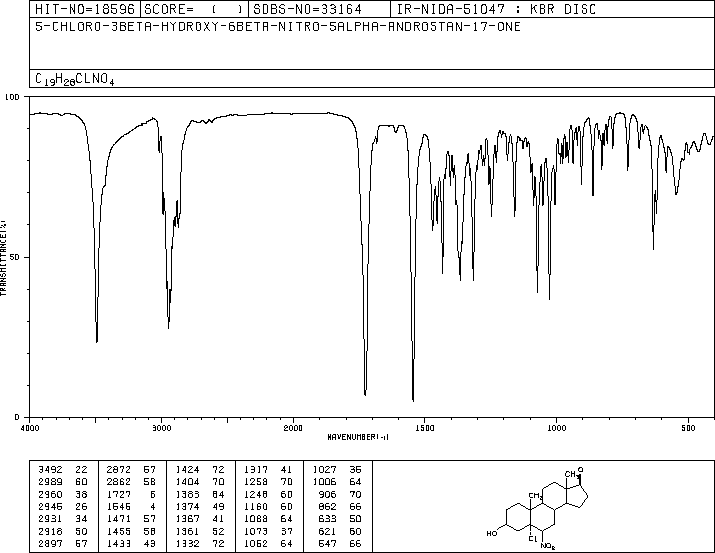 HIT-NO=18596 SCORE= ( ) SDBS-NO=33164 IR-NIDA-51047 : KBR DISC
5-CHLORO-3BETA-HYDROXY-6BETA-NITRO-5ALPHA-ANDROSTAN-17-ONE
C19H28CLNO4
100
TRANSMITTANCE(%)
50
0
4000 3000 2000 1500 1000 500
WAVENUMBER(-1)
3492 22 2872 57 1424 72 1317 41 1027 35
2989 60 2862 58 1404 70 1258 70 1006 64
2960 38 1727 6 1383 64 1248 60 906 70
2945 26 1546 4 1374 49 1160 60 862 66
2931 34 1471 57 1367 41 1088 64 633 50
2918 50 1455 58 1361 52 1073 37 621 60
2897 57 1433 43 1332 72 1052 64 547 66
O
CH3
CH3
HO
Cl
NO2